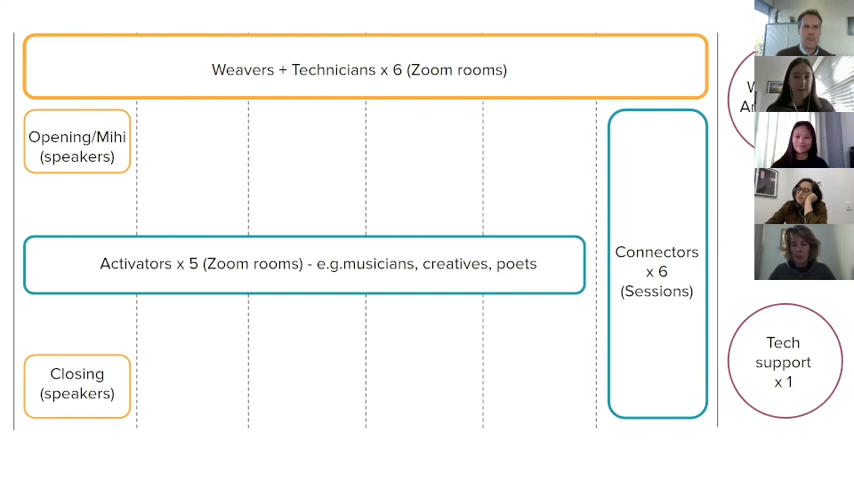 Weavers + Technicians x 6 (Zoom rooms)
Opening/Mihi
(speakers)
Activators x 5 (Zoom rooms) - e.g.musicians, creatives, poets
Connectors
x 6
(Sessions)
Closing
(speakers)
Tech
support
x 1